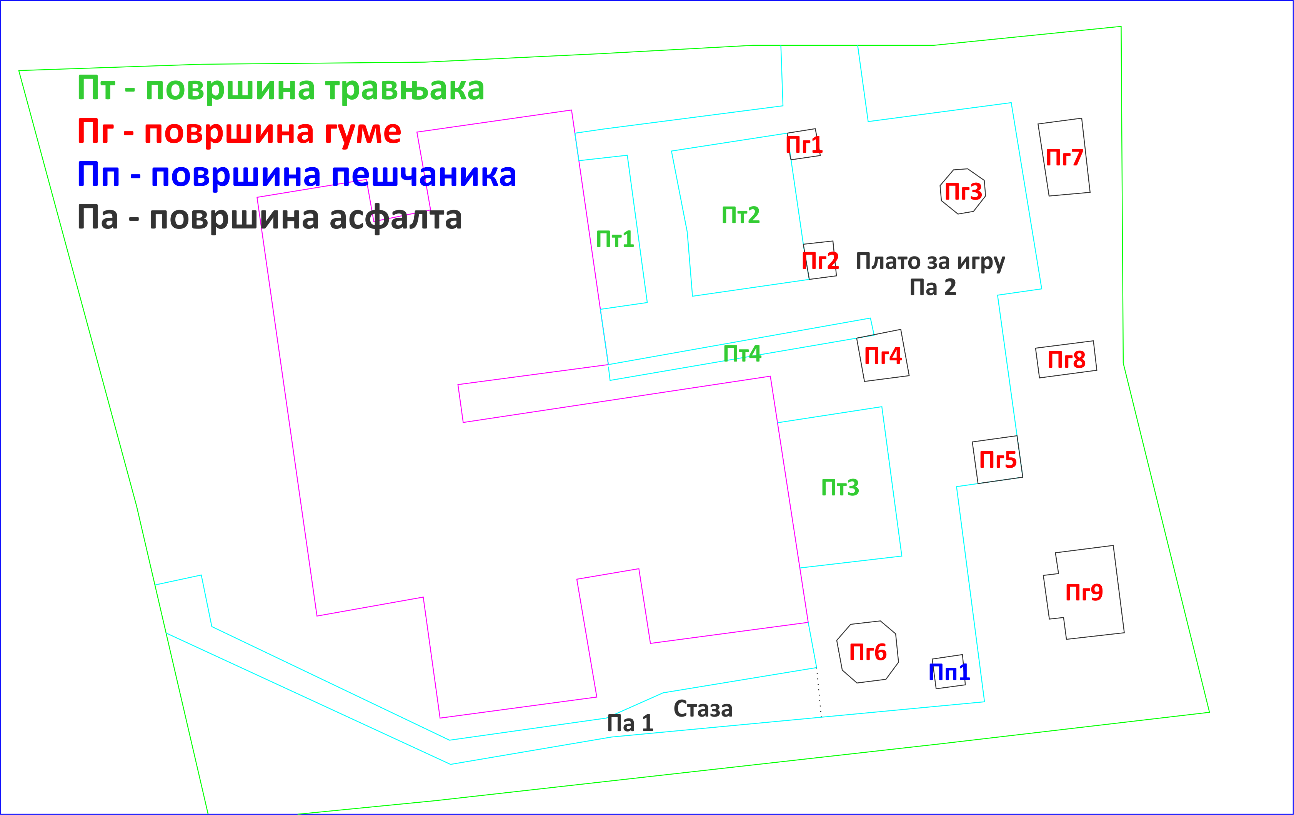 Пт - површина травњака
Пг - површина гуме
Пп - површина пешчаника
Па - површина асфалта
Пг1
Пг7
Пг3
Пт2
Пт1
Пг2
Плато за игру
Па 2
Пт4
Пг4
Пг8
Пг5
Пт3
Пг9
Пг6
Пп1
Стаза
Па 1